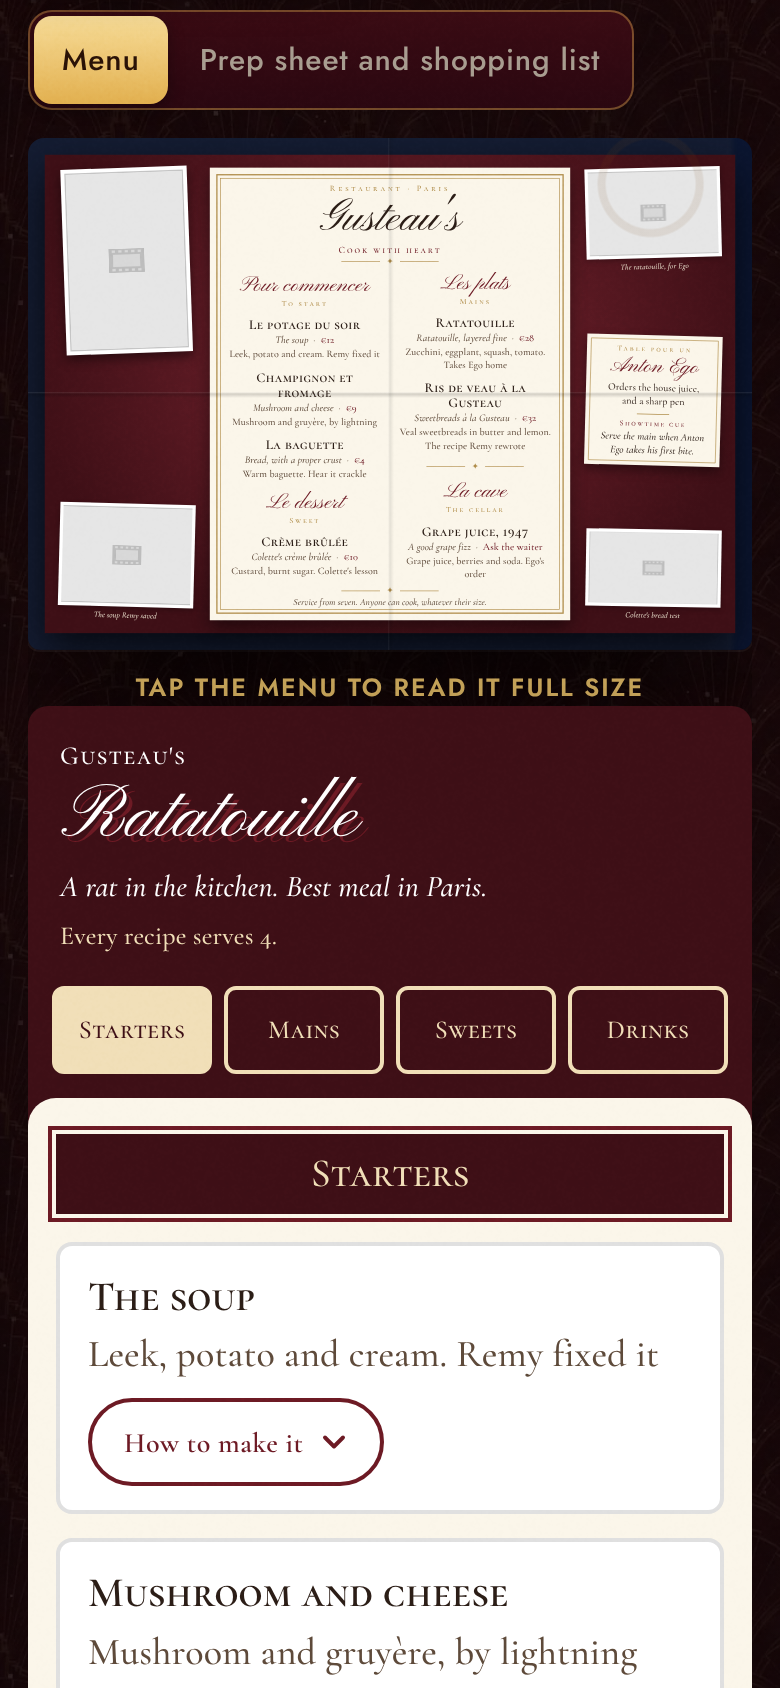 Menu
Prep sheet and shopping list
Restaurant · Paris
Gusteau's
Cook with heart
Pour commencer
To start
Le potage du soir
The soup · €12
Leek, potato and cream. Remy fixed it
Champignon et
fromage
Mushroom and cheese · €9
Mushroom and gruyère, by lightning
La baguette
Bread, with a proper crust · €4
Warm baguette. Hear it crackle
Le dessert
Sweet
Crème brûlée
Colette's crème brûlée · €10
Custard, burnt sugar. Colette's lesson
Les plats
Mains
Ratatouille
Ratatouille, layered fine · €28
Zucchini, eggplant, squash, tomato.
Takes Ego home
Ris de veau à la
Gusteau
Sweetbreads à la Gusteau · €32
Veal sweetbreads in butter and lemon.
The recipe Remy rewrote
La cave
The cellar
Grape juice, 1947
A good grape fizz · Ask the waiter
Grape juice, berries and soda. Ego's
order
Service from seven. Anyone can cook, whatever their size.
The soup Remy saved
The ratatouille, for Ego
Table pour un
Anton Ego
Orders the house juice,
and a sharp pen
Showtime cue
Serve the main when Anton
Ego takes his first bite.
Colette's bread test
TAP THE MENU TO READ IT FULL SIZE
Gusteau's
Ratatouille
A rat in the kitchen. Best meal in Paris.
Every recipe serves 4.
Starters
Mains
Sweets
Drinks
Starters
The soup
Leek, potato and cream. Remy fixed it
How to make it
Mushroom and cheese
Mushroom and gruyère, by lightning